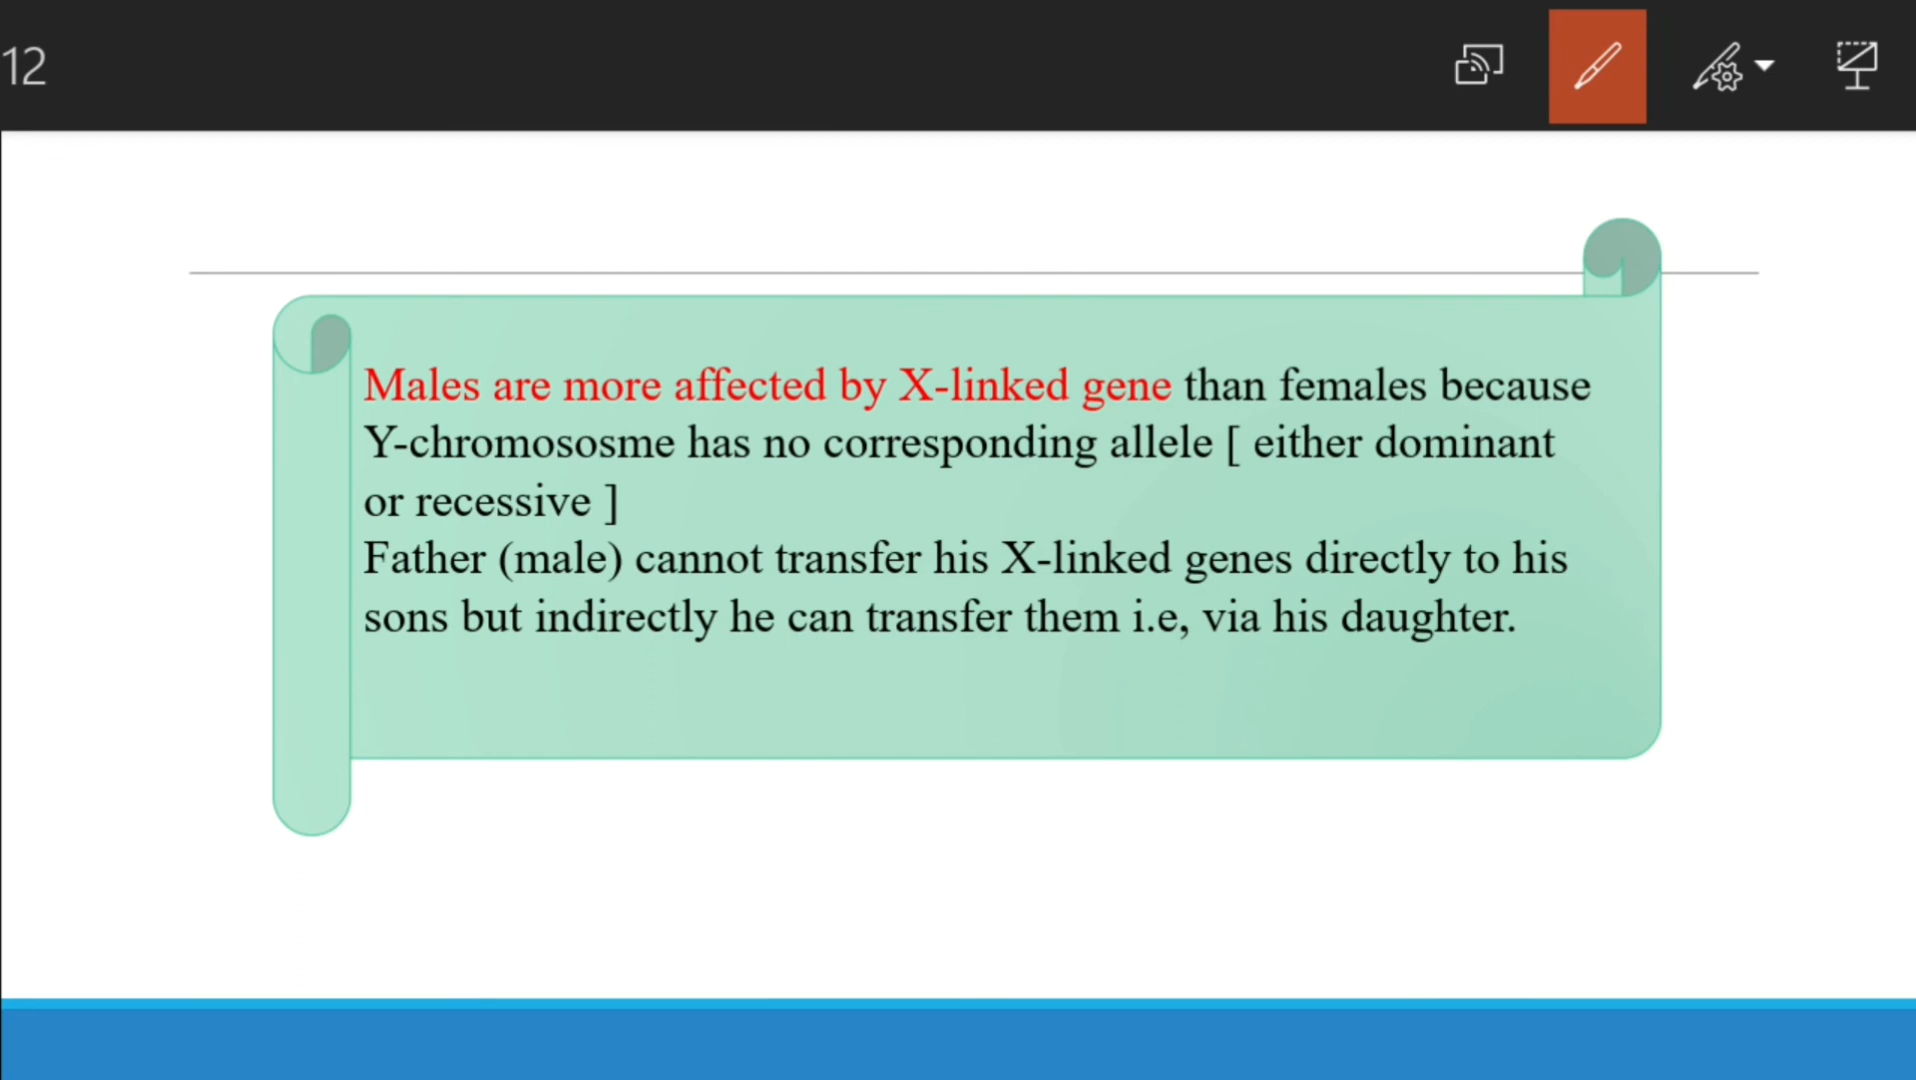 12
Males are more affected by X-linked gene than females because
Y-chromososme has no corresponding allele [ either dominant
or recessive ]
Father (male) cannot transfer his X-linked genes directly to his
sons but indirectly he can transfer them i.e, via his daughter.